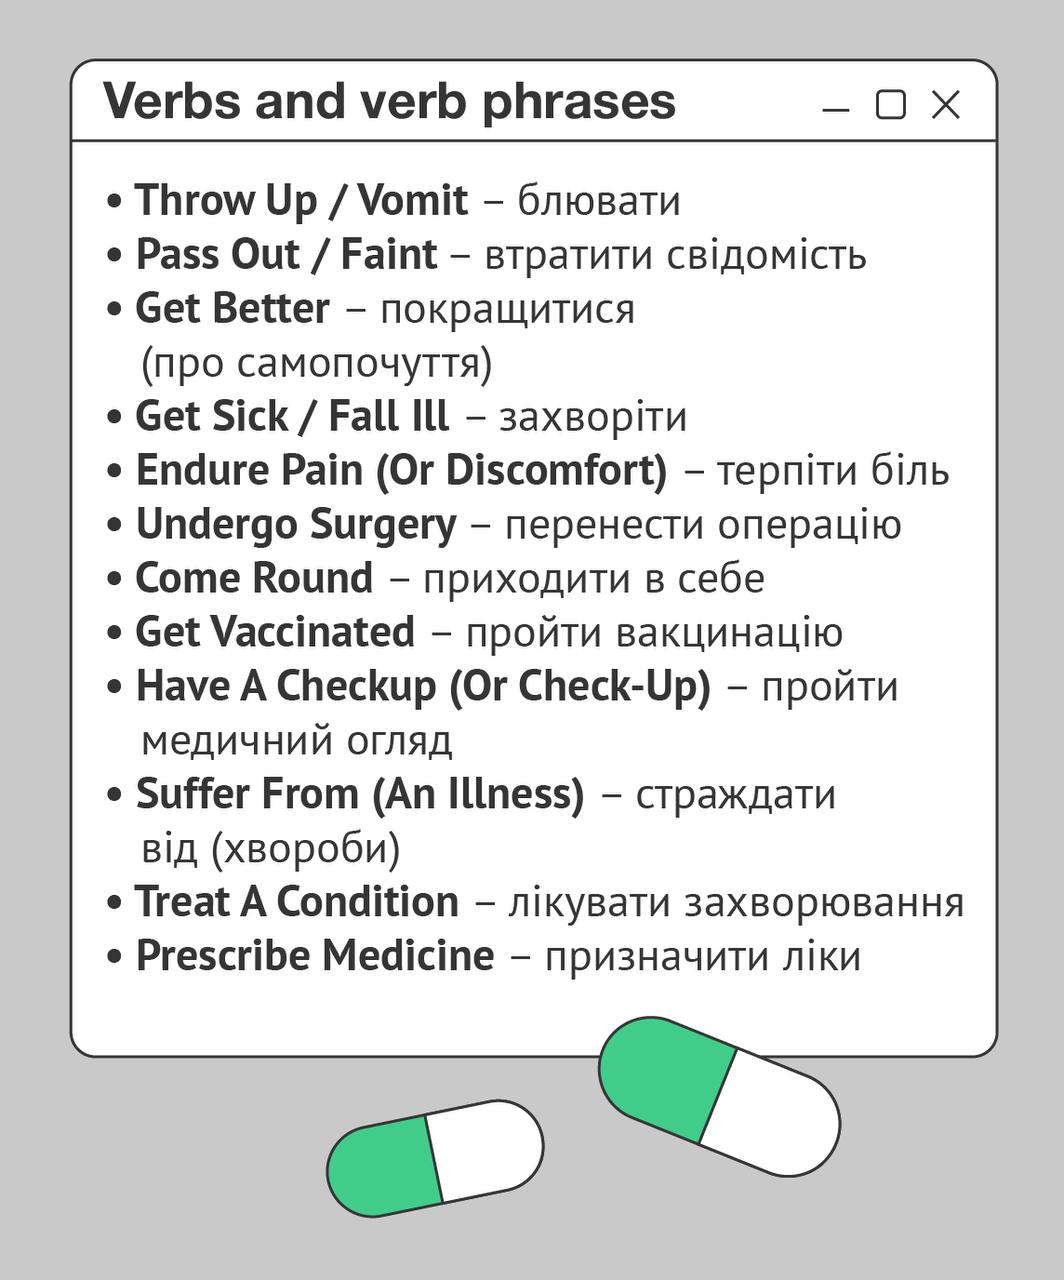 Verbs and verb phrases
• Throw Up / Vomit – блювати
• Pass Out / Faint – втратити свідомість
• Get Better – покращитися
(про самопочуття)
• Get Sick / Fall Ill – захворіти
• Endure Pain (Or Discomfort) – терпіти біль
• Undergo Surgery – перенести операцію
• Come Round – приходити в себе
• Get Vaccinated – пройти вакцинацію
• Have A Checkup (Or Check-Up) – пройти
медичний огляд
• Suffer From (An Illness) – страждати
від (хвороби)
• Treat A Condition – лікувати захворювання
• Prescribe Medicine – призначити ліки